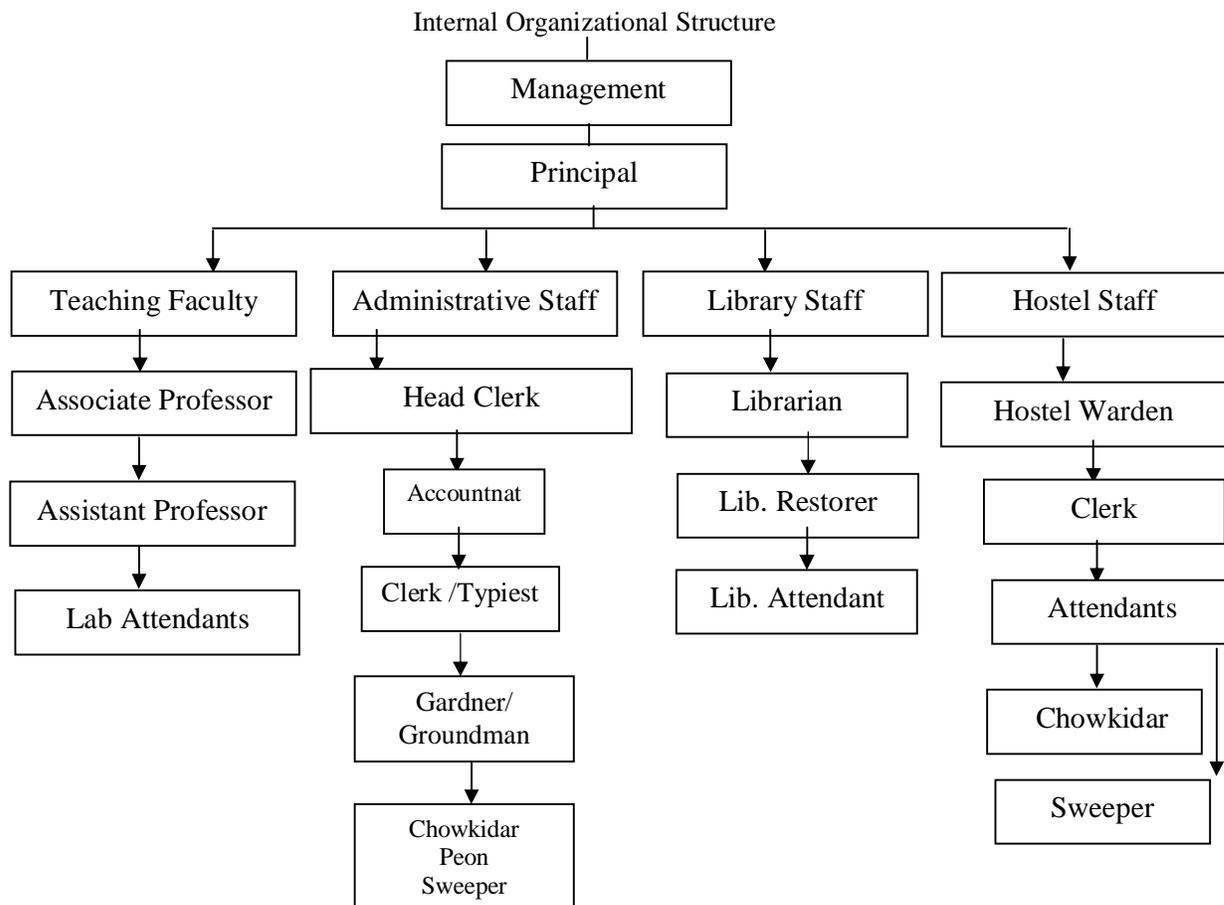 Internal Organizational Structure
Management
Principal
Teaching Faculty
Administrative Staff
Library Staff
Hostel Staff
Associate Professor
Head Clerk
Librarian
Hostel Warden
Assistant Professor
Accountnat
Lib. Restorer
Clerk
Lab Attendants
Clerk /Typiest
Lib. Attendant
Attendants
Gardner/
Groundman
Chowkidar
Chowkidar
Peon
Sweeper
Sweeper